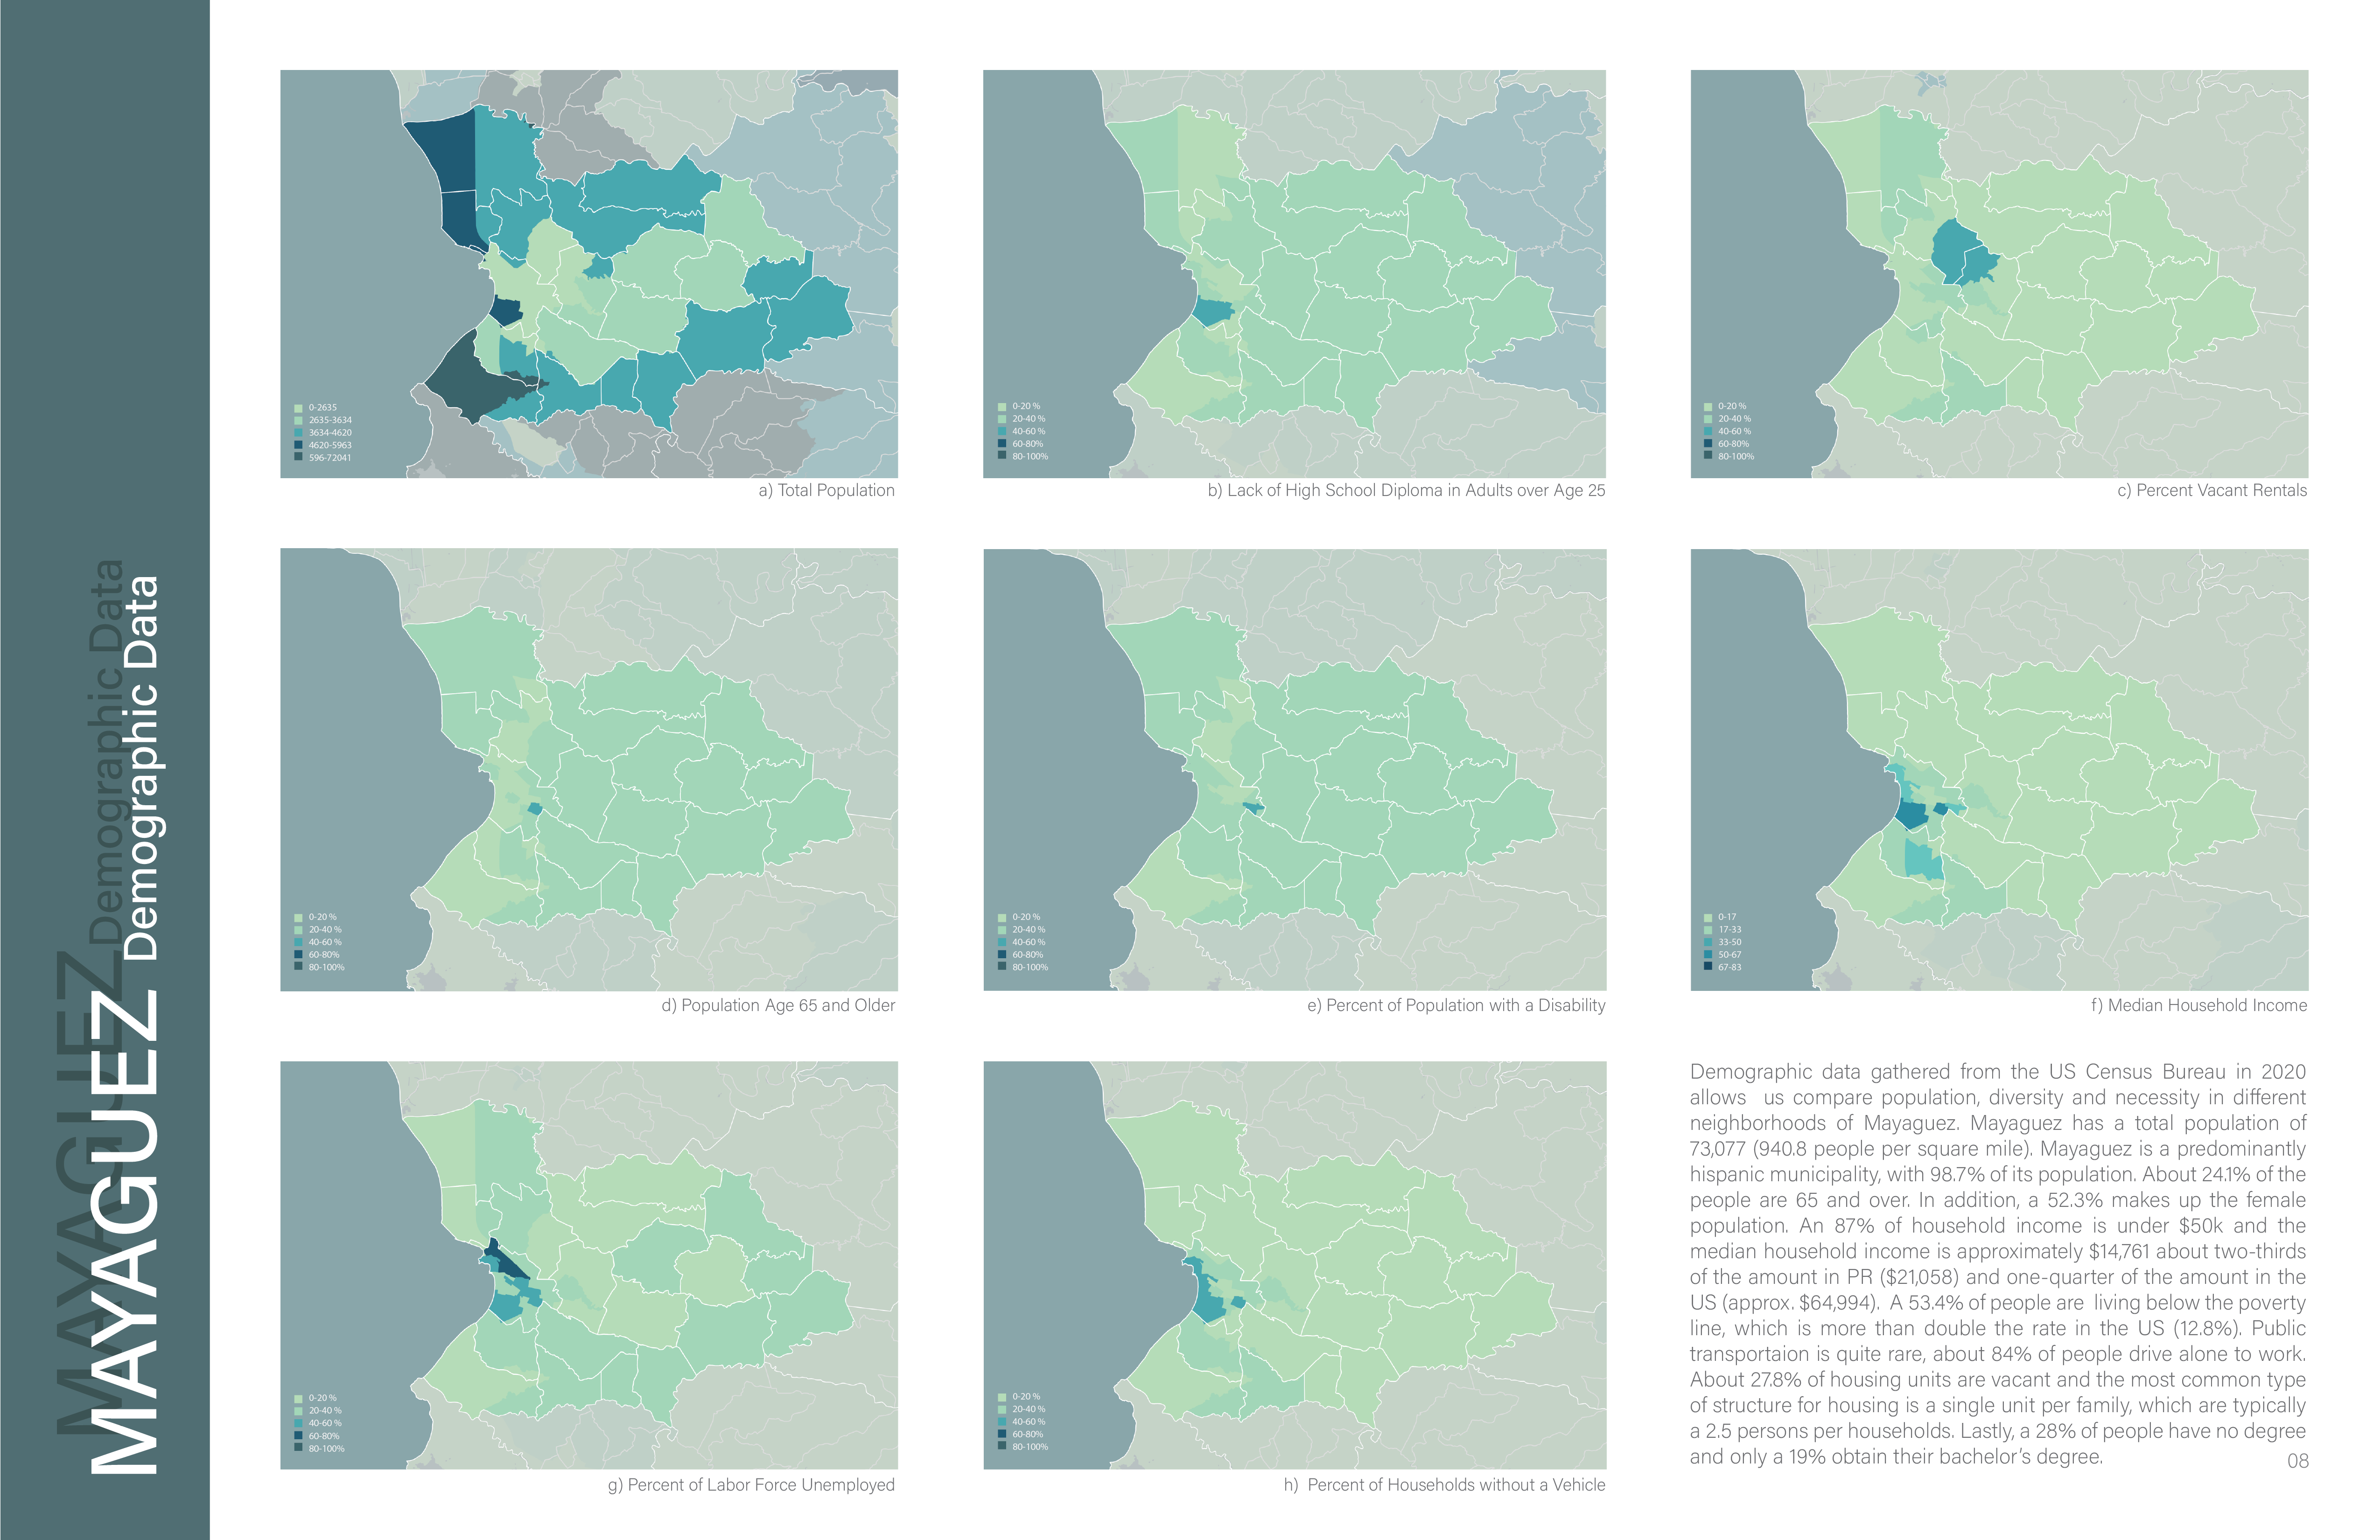 MAYAGUEZ Demographic Data
MAYAGUEZ Demographic Data
0-2635
2635-3634
3634-4620
4620-5963
596-72041
a) Total Population
0-20 %
20-40 %
40-60 %
60-80%
80-100%
b) Lack of High School Diploma in Adults over Age 25
0-20 %
20-40 %
40-60 %
60-80%
80-100%
c) Percent Vacant Rentals
0-20 %
20-40 %
40-60 %
60-80%
80-100%
d) Population Age 65 and Older
0-20 %
20-40 %
40-60 %
60-80%
80-100%
e) Percent of Population with a Disability
0-17
17-33
33-50
50-67
67-83
f) Median Household Income
0-20 %
20-40 %
40-60 %
60-80%
80-100%
g) Percent of Labor Force Unemployed
0-20 %
20-40 %
40-60 %
60-80%
80-100%
h) Percent of Households without a Vehicle
Demographic data gathered from the US Census Bureau in 2020
allows us compare population, diversity and necessity in different
neighborhoods of Mayaguez. Mayaguez has a total population of
73,077 (940.8 people per square mile). Mayaguez is a predominantly
hispanic municipality, with 98.7% of its population. About 24.1% of the
people are 65 and over. In addition, a 52.3% makes up the female
population. An 87% of household income is under $50k and the
median household income is approximately $14,761 about two-thirds
of the amount in PR ($21,058) and one-quarter of the amount in the
US (approx. $64,994). A 53.4% of people are living below the poverty
line, which is more than double the rate in the US (12.8%). Public
transportaion is quite rare, about 84% of people drive alone to work.
About 27.8% of housing units are vacant and the most common type
of structure for housing is a single unit per family, which are typically
a 2.5 persons per households. Lastly, a 28% of people have no degree
and only a 19% obtain their bachelor's degree.
08